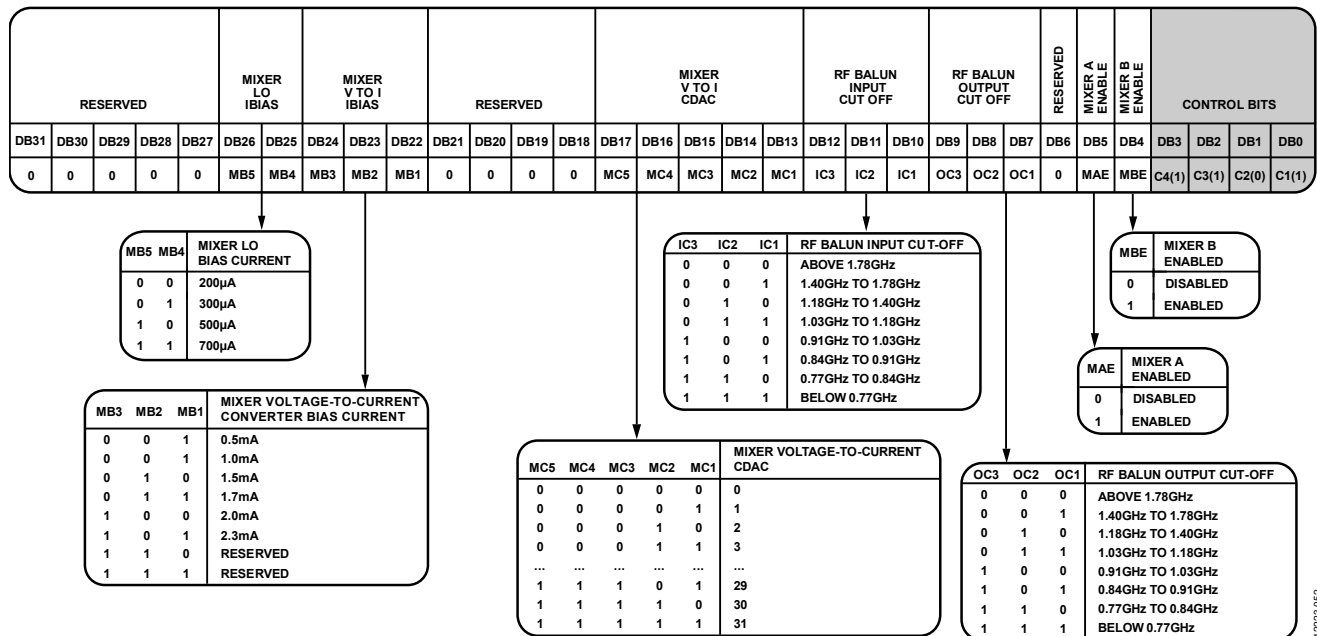 RESERVED
MIXER
LO
IBIAS
MIXER
V TO I
IBIAS
RESERVED
MIXER
V TO I
CDAC
RF BALUN
INPUT
CUT OFF
RF BALUN
OUTPUT
CUT OFF
RESERVED
MIXER A
ENABLE
MIXER B
ENABLE
CONTROL BITS
DB31 DB30 DB29 DB28 DB27 DB26 DB25 DB24 DB23 DB22 DB21 DB20 DB19 DB18 DB17 DB16 DB15 DB14 DB13 DB12 DB11 DB10 DB9 DB8 DB7 DB6 DB5 DB4 DB3 DB2 DB1 DB0
0 0 0 0 0 MB5 MB4 MB3 MB2 MB1 0 0 0 0 MC5 MC4 MC3 MC2 MC1 IC3 IC2 IC1 OC3 OC2 OC1 0 MAE MBE C4(1) C3(1) C2(0) C1(1)
MB5 MB4 MIXER LO
BIAS CURRENT
0 0 200µA
0 1 300µA
1 0 500µA
1 1 700µA
MB3 MB2 MB1 MIXER VOLTAGE-TO-CURRENT
CONVERTER BIAS CURRENT
0 0 1 0.5mA
0 0 1 1.0mA
0 1 0 1.5mA
0 1 1 1.7mA
1 0 0 2.0mA
1 0 1 2.3mA
1 1 0 RESERVED
1 1 1 RESERVED
IC3 IC2 IC1 RF BALUN INPUT CUT-OFF
0 0 0 ABOVE 1.78GHz
0 0 1 1.40GHz TO 1.78GHz
0 1 0 1.18GHz TO 1.40GHz
0 1 1 1.03GHz TO 1.18GHz
1 0 0 0.91GHz TO 1.03GHz
1 0 1 0.84GHz TO 0.91GHz
1 1 0 0.77GHz TO 0.84GHz
1 1 1 BELOW 0.77GHz
MC5 MC4 MC3 MC2 MC1 MIXER VOLTAGE-TO-CURRENT
CDAC
0 0 0 0 0 0
0 0 0 0 1 1
0 0 0 1 0 2
0 0 0 1 1 3
... ... ... ... ... ...
1 1 1 0 1 29
1 1 1 1 0 30
1 1 1 1 1 31
MBE MIXER B
ENABLED
0 DISABLED
1 ENABLED
MAE MIXER A
ENABLED
0 DISABLED
1 ENABLED
OC3 OC2 OC1 RF BALUN OUTPUT CUT-OFF
0 0 0 ABOVE 1.78GHz
0 0 1 1.40GHz TO 1.78GHz
0 1 0 1.18GHz TO 1.40GHz
0 1 1 1.03GHz TO 1.18GHz
1 0 0 0.91GHz TO 1.03GHz
1 0 1 0.84GHz TO 0.91GHz
1 1 0 0.77GHz TO 0.84GHz
1 1 1 BELOW 0.77GHz